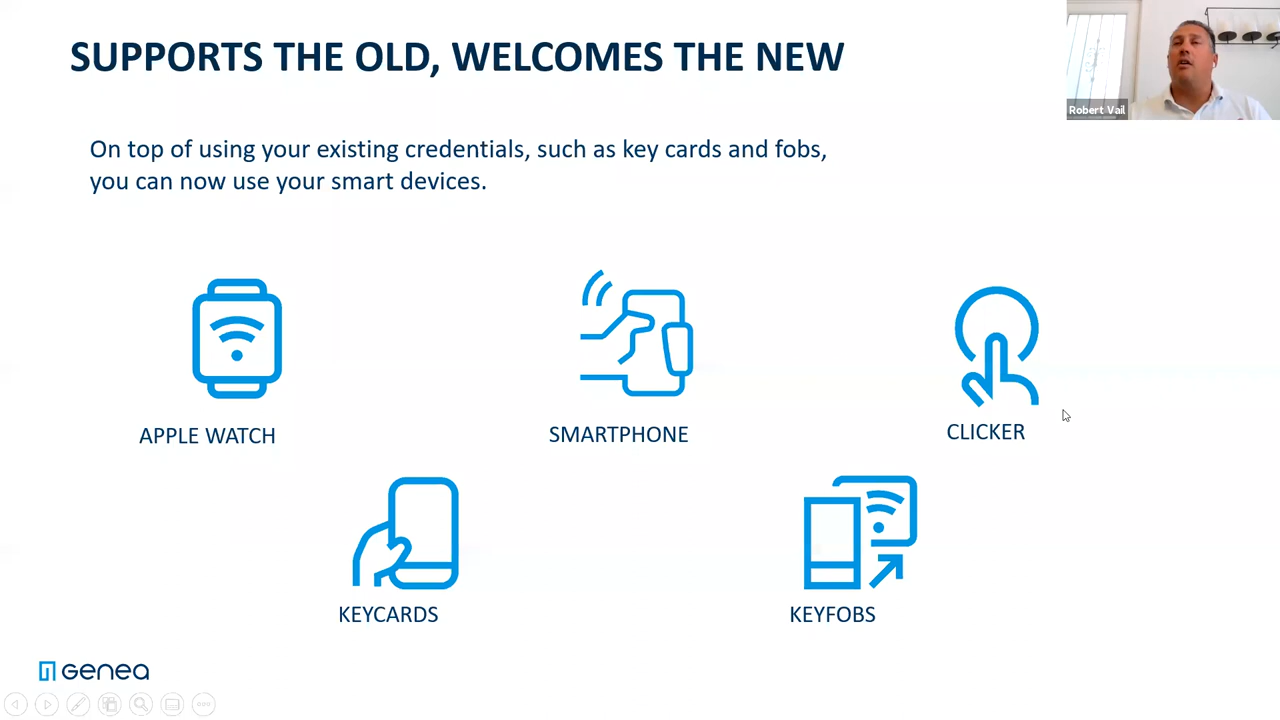 SUPPORTS THE OLD, WELCOMES THE NEW
Robert Vail
On top of using your existing credentials, such as key cards and fobs,
you can now use your smart devices.
APPLE WATCH
SMARTPHONE
CLICKER
KEYCARDS
KEYFOBS
Genea